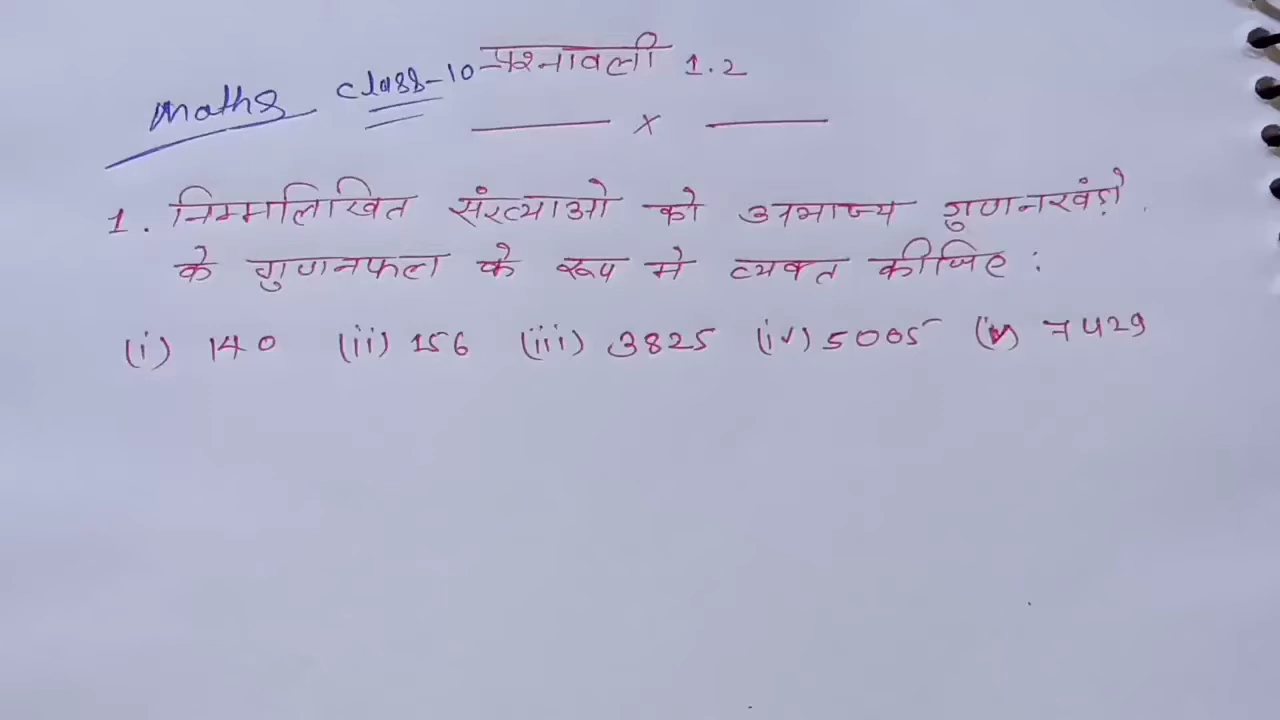 Maths class-10 प्रश्नावली 1.2
x
1. निम्मलिखित संख्याओ को अभाज्य गुणनखंड़ो
के गुणनफल के रूप मे व्यक्त कीजिए :
(i) 140 (ii) 156 (iii) 3825 (iv) 5005 (v) 7429